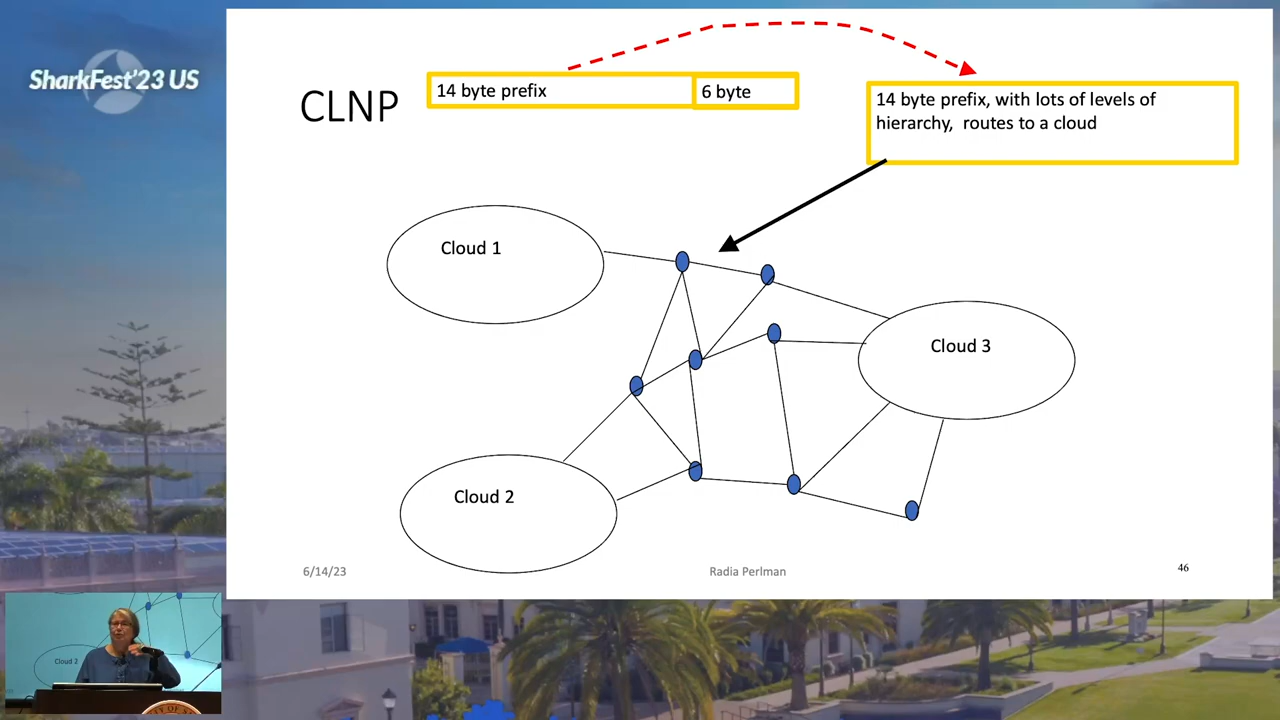 SharkFest'23 US
CLNP
14 byte prefix
6 byte
14 byte prefix, with lots of levels of
hierarchy, routes to a cloud
Cloud 1
Cloud 3
Cloud 2
6/14/23
Radia Perlman
46
Cloud 2